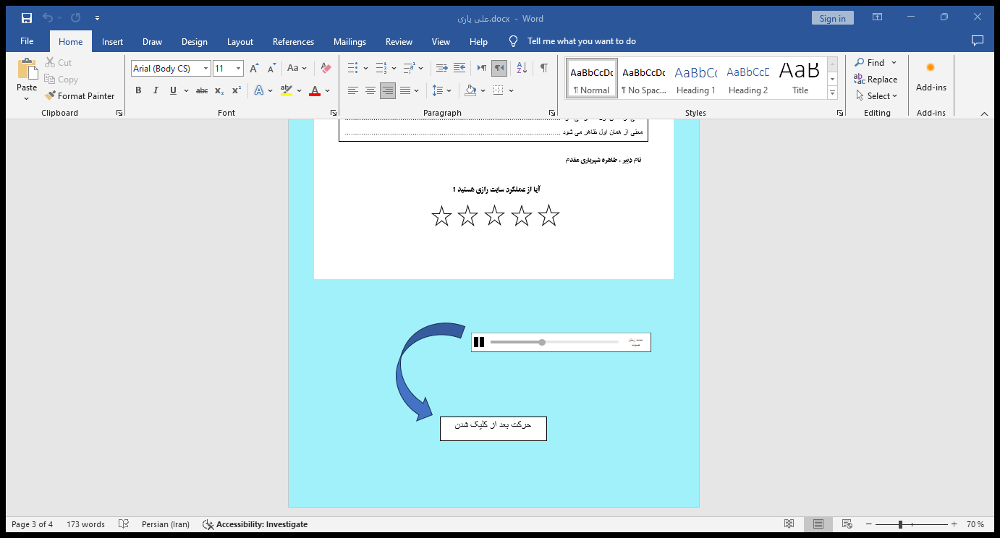 علی یاری.docx - Word
Sign in
File Home Insert Draw Design Layout References Mailings Review View Help Tell me what you want to do
Paste
Cut
Copy
Format Painter
Clipboard
Arial (Body CS) 11
Font
Paragraph
AaBbCcDc AaBbCcDc AaBbCc AaBbCcD AaB
¶ Normal ¶ No Spac... Heading 1 Heading 2 Title
Styles
Find
Replace
Select
Editing
Add-ins
Add-ins
معنی از همان اول ظاهر می شود ....................................................................................................
نام دبیر : طاهره شهریاری مقدم
آیا از عملکرد سایت رازی هستید ؟
مدت زمان
صوت
حرکت بعد از کلیک شدن
Page 3 of 4 173 words Persian (Iran) Accessibility: Investigate 70 %